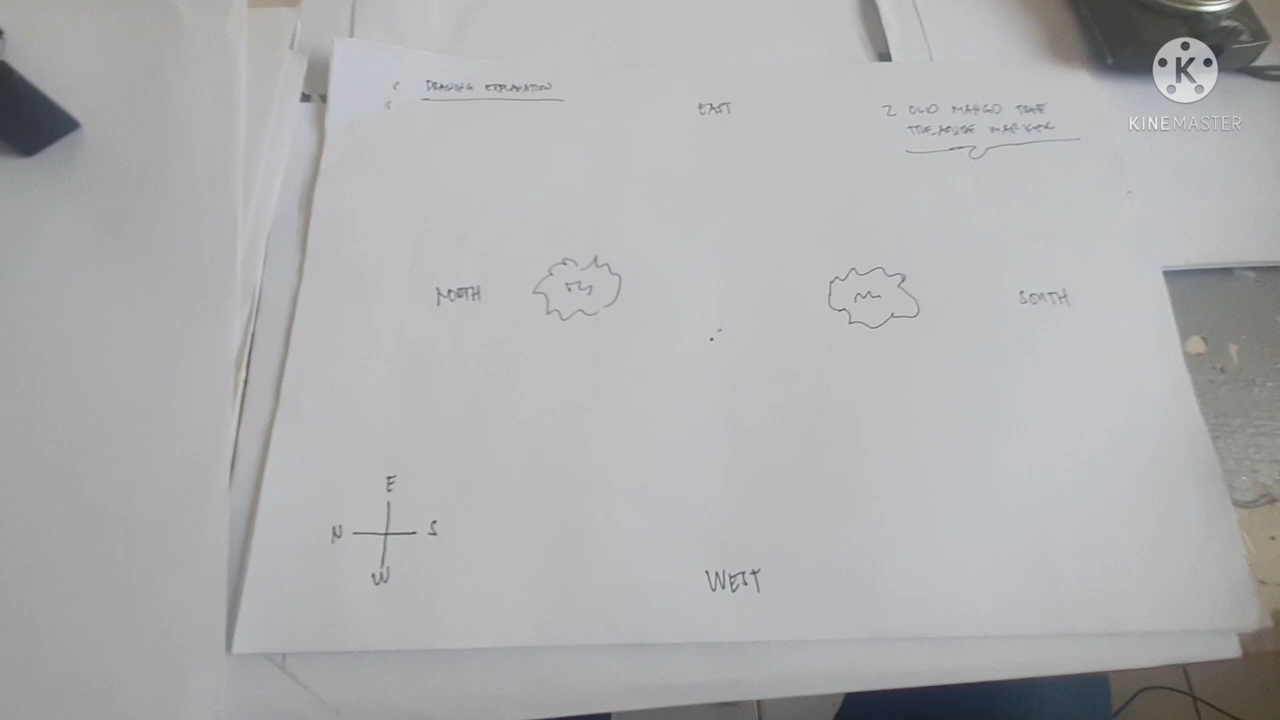 DRAWING EXPLANATION
EAST
2 OLD MANGO TREE
TREASURE MARKER
K
KINEMASTER
NORTH
M
M
SOUTH
E
N
S
W
WEST